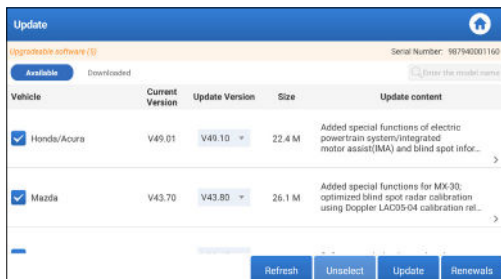 Update
Upgradeable software (5)
Serial Number: 987940001160
Available
Downloaded
Enter the model name
Vehicle
Current Version
Update Version
Size
Update content
Honda/Acura
V49.01
V49.10
22.4 M
Added special functions of electric
powertrain system/integrated
motor assist(IMA) and blind spot infor...
Mazda
V43.70
V43.80
26.1 M
Added special functions for MX-30;
optimized blind spot radar calibration
using Doppler LAC05-04 calibration rel...
Refresh
Unselect
Update
Renewals